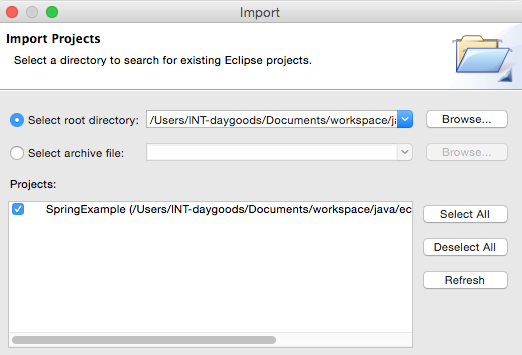 Import
Import Projects
Select a directory to search for existing Eclipse projects.
Select root directory:
/Users/INT-daygoods/Documents/workspace/ja
Browse...
Select archive file:
Browse...
Projects:
SpringExample (/Users/INT-daygoods/Documents/workspace/java/ec
Select All
Deselect All
Refresh